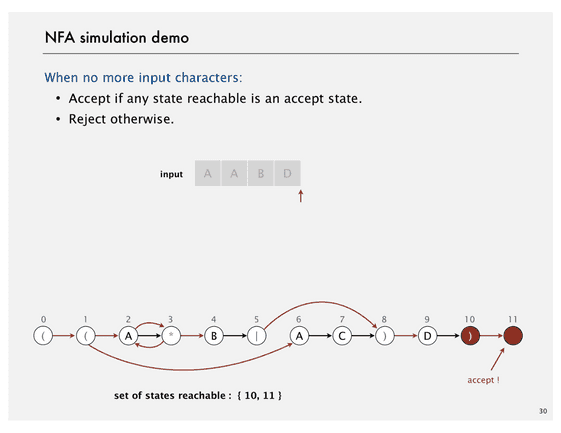 NFA simulation demo
When no more input characters:
• Accept if any state reachable is an accept state.
• Reject otherwise.
input A A B D
0 1 2 3 4 5 6 7 8 9 10 11
( ( A * B | A C ) D )
accept !
set of states reachable : { 10, 11 }
30